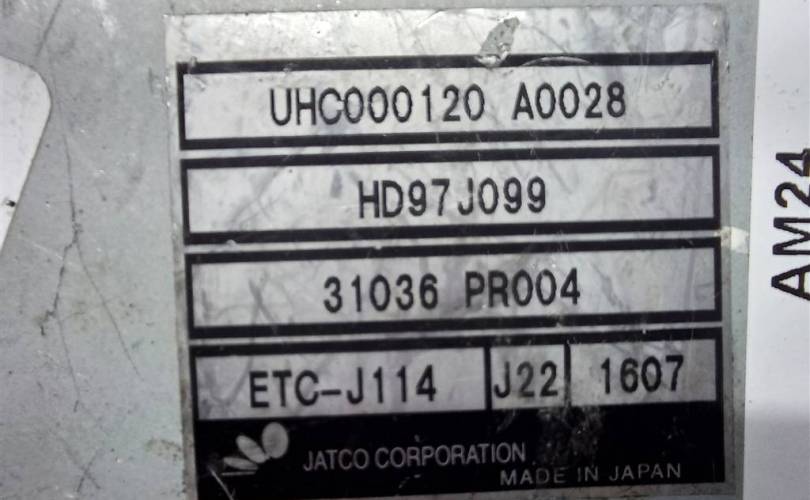 UHC000120 A0028
HD97J099
31036 PR004
ETC-J114 J22 1607
JATCO CORPORATION
MADE IN JAPAN
AM24